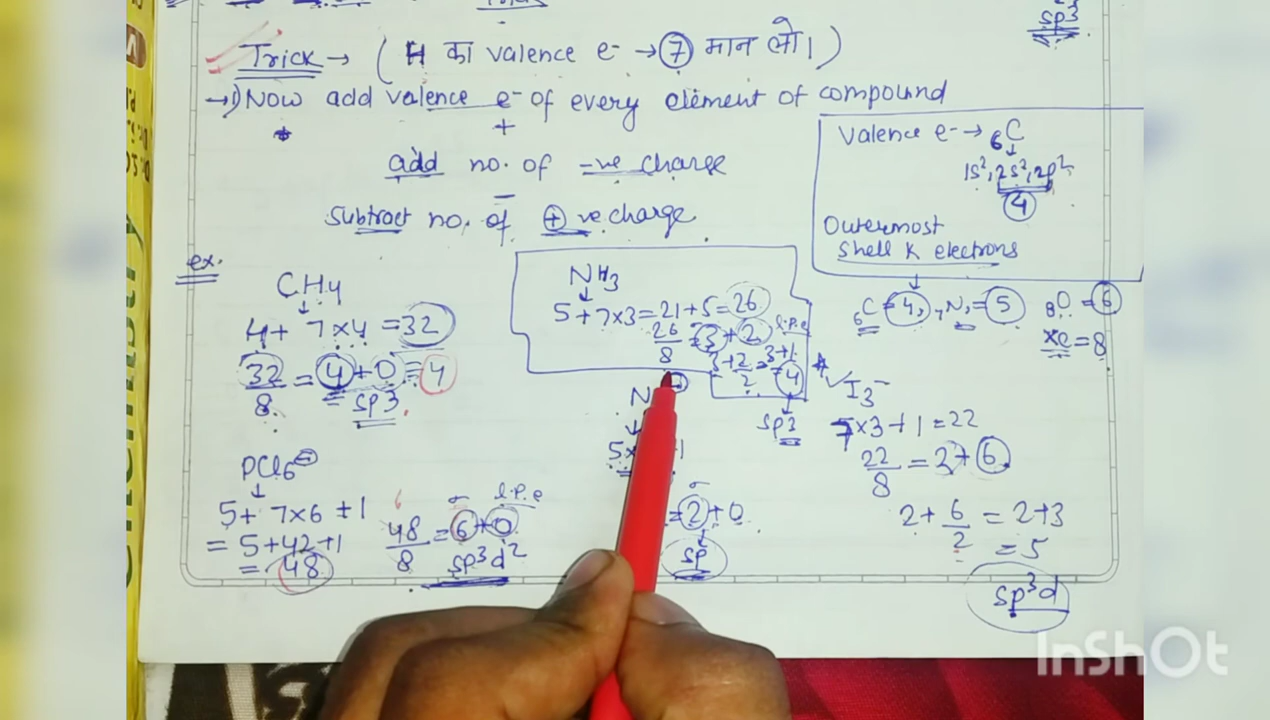 sp3
Trick → ( H का valence e- → 7 मान लो। )
→1) Now add valence e- of every element of compound
+
add no. of -ve charge
-
Subtract no. of + ve charge
Valence e- → 6C
1s², 2s², 2p²
4
Outermost
shell k electrons
6C = 4, 7N = 5
8O = 6
Xe = 8
ex.
CH4
4 + 7×4 = 32
32/8 = 4 + 0 = 4
sp3
NH3
5 + 7×3 = 21 + 5 = 26
26/8 = 3 + 2 l.p.e
3 + 2/2 = 3+1 = 4
sp3
PCl6-
5 + 7×6 + 1
= 5 + 42 + 1
= 48
48/8 = 6 + 0
σ l.p.e
sp3d2
N
5×
= 2 + 0
σ
sp
I3-
7×3 + 1 = 22
22/8 = 2 + 6
2 + 6/2 = 2 + 3
= 5
sp3d
InShOt